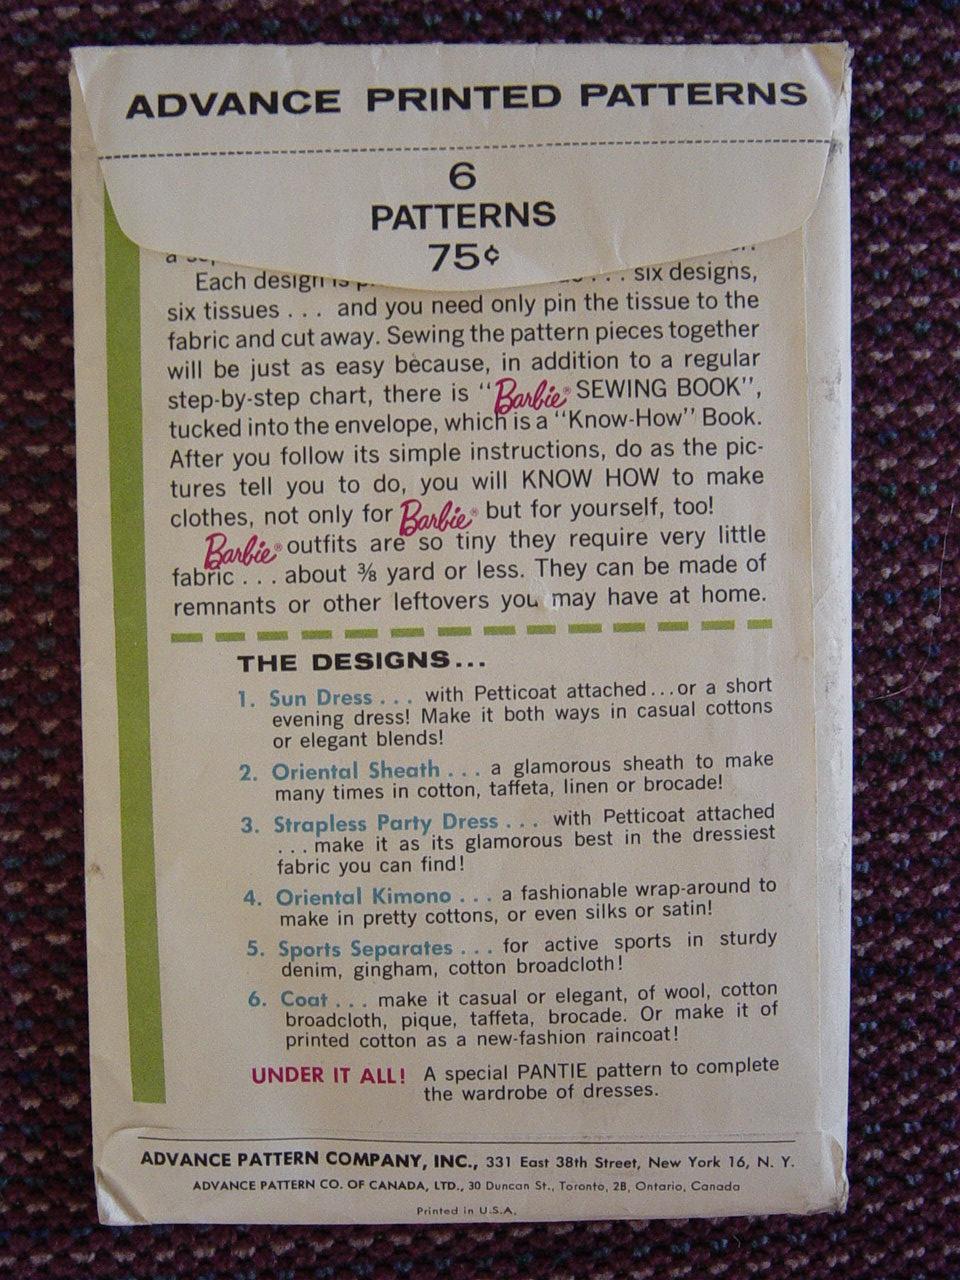 ADVANCE PRINTED PATTERNS
6
PATTERNS
75¢
Each design is . . . six designs,
six tissues . . . and you need only pin the tissue to the
fabric and cut away. Sewing the pattern pieces together
will be just as easy because, in addition to a regular
step-by-step chart, there is "Barbie® SEWING BOOK",
tucked into the envelope, which is a "Know-How" Book.
After you follow its simple instructions, do as the pic-
tures tell you to do, you will KNOW HOW to make
clothes, not only for Barbie® but for yourself, too!
Barbie® outfits are so tiny they require very little
fabric . . . about ⅜ yard or less. They can be made of
remnants or other leftovers you may have at home.
THE DESIGNS...
1. Sun Dress . . . with Petticoat attached...or a short
evening dress! Make it both ways in casual cottons
or elegant blends!
2. Oriental Sheath . . . a glamorous sheath to make
many times in cotton, taffeta, linen or brocade!
3. Strapless Party Dress . . . with Petticoat attached
. . . make it as its glamorous best in the dressiest
fabric you can find!
4. Oriental Kimono . . . a fashionable wrap-around to
make in pretty cottons, or even silks or satin!
5. Sports Separates . . . for active sports in sturdy
denim, gingham, cotton broadcloth!
6. Coat . . . make it casual or elegant, of wool, cotton
broadcloth, pique, taffeta, brocade. Or make it of
printed cotton as a new-fashion raincoat!
UNDER IT ALL! A special PANTIE pattern to complete
the wardrobe of dresses.
ADVANCE PATTERN COMPANY, INC., 331 East 38th Street, New York 16, N. Y.
ADVANCE PATTERN CO. OF CANADA, LTD., 30 Duncan St., Toronto, 2B, Ontario, Canada
Printed in U.S.A.